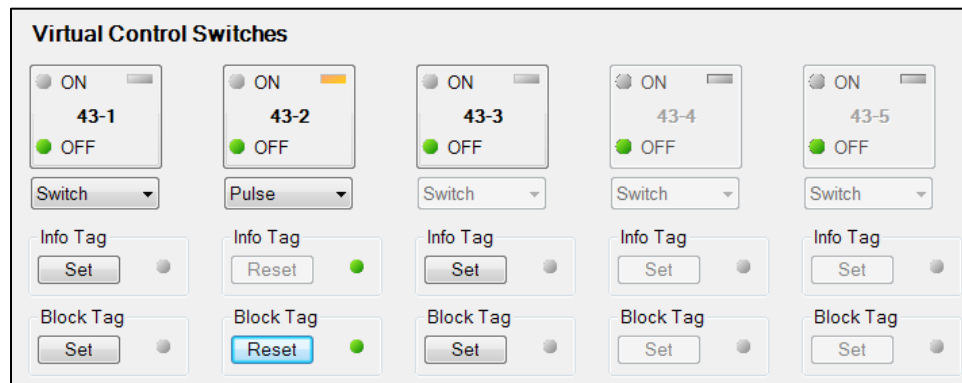 Virtual Control Switches
ON ON ON ON ON
43-1 43-2 43-3 43-4 43-5
OFF OFF OFF OFF OFF
Switch Pulse Switch Switch Switch
Info Tag Info Tag Info Tag Info Tag Info Tag
Set Reset Set Set Set
Block Tag Block Tag Block Tag Block Tag Block Tag
Set Reset Set Set Set